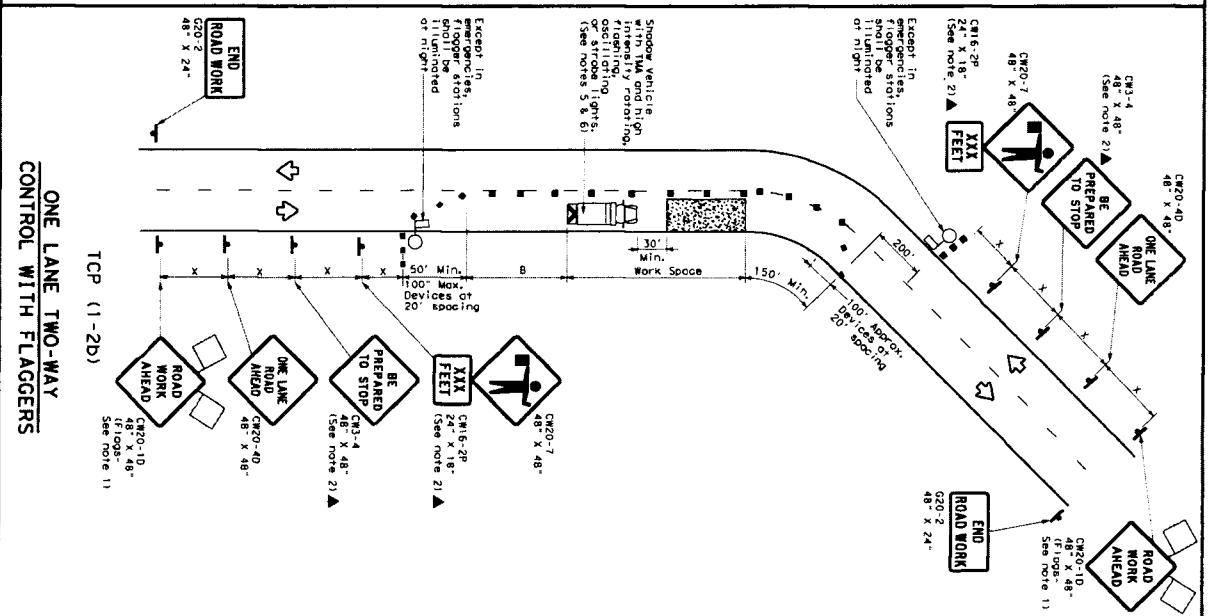 CW20-4D
48" X 48"
ONE LANE
ROAD
AHEAD
CW3-4
48" X 48"
(See note 2)▲
BE
PREPARED
TO STOP
CW20-7
48" X 48"
CW16-2P
24" X 18"
(See note 2)▲
XXX
FEET
Except in
emergencies,
flagger stations
shall be
illuminated
at night
X
X
X
X
ROAD
WORK
AHEAD
CW20-1D
48" X 48"
(Flags-
See note 1)
200'
END
ROAD WORK
G20-2
48" X 24"
100' Approx.
Devices at
20' spacing
150' Min.
Shadow Vehicle
with TMA and high
intensity rotating,
flashing,
oscillating
or strobe lights.
(See notes 5 & 6)
30'
Min.
Work Space
B
Except in
emergencies,
flagger stations
shall be
illuminated
at night
50' Min.
100' Max.
Devices at
20' spacing
END
ROAD WORK
G20-2
48" X 24"
X
X
X
X
CW20-7
48" X 48"
XXX
FEET
CW16-2P
24" X 18"
(See note 2)▲
BE
PREPARED
TO STOP
CW3-4
48" X 48"
(See note 2)▲
ONE LANE
ROAD
AHEAD
CW20-4D
48" X 48"
ROAD
WORK
AHEAD
CW20-1D
48" X 48"
(Flags-
See note 1)
TCP (1-2b)
ONE LANE TWO-WAY
CONTROL WITH FLAGGERS